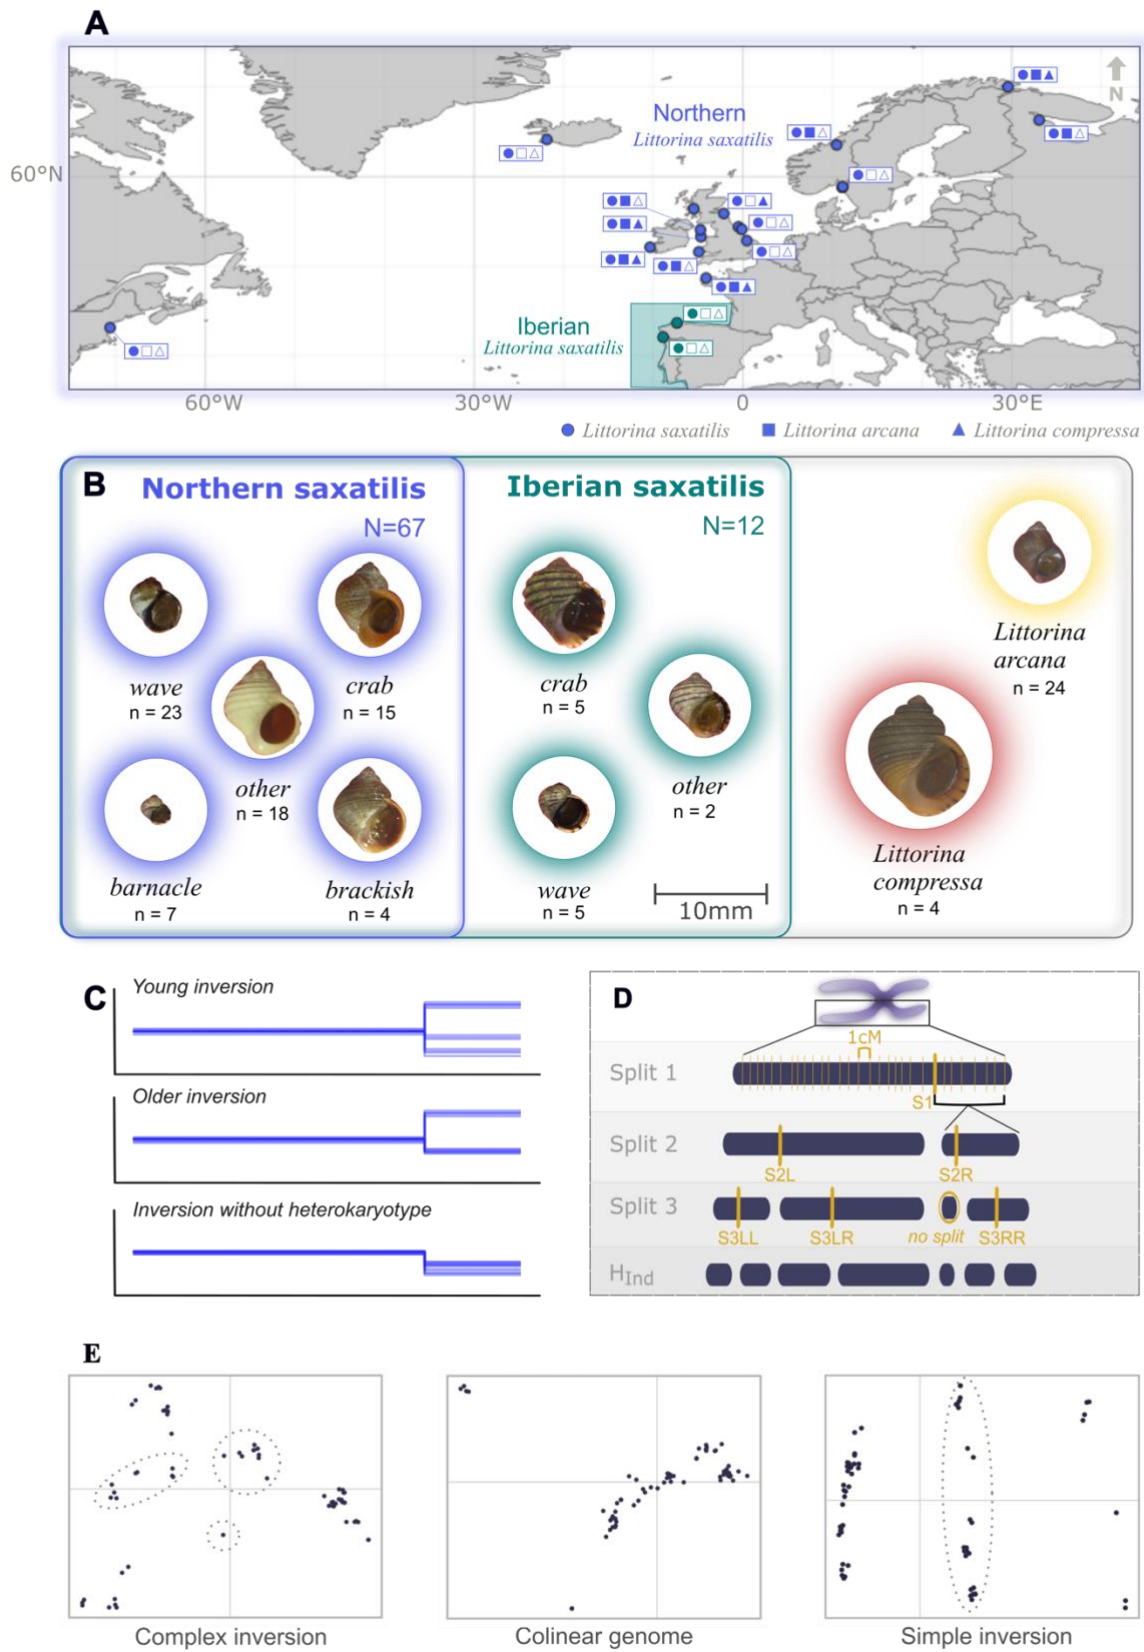 A
N
Northern
Littorina saxatilis
60°N
Iberian
Littorina saxatilis
60°W 30°W 0 30°E
Littorina saxatilis Littorina arcana Littorina compressa
B
Northern saxatilis
N=67
wave
n = 23
crab
n = 15
other
n = 18
barnacle
n = 7
brackish
n = 4
Iberian saxatilis
N=12
crab
n = 5
other
n = 2
wave
n = 5
10mm
Littorina
arcana
n = 24
Littorina
compressa
n = 4
C
Young inversion
Older inversion
Inversion without heterokaryotype
D
1cM
Split 1
S1
Split 2
S2L S2R
Split 3
S3LL S3LR no split S3RR
HInd
E
Complex inversion
Colinear genome
Simple inversion